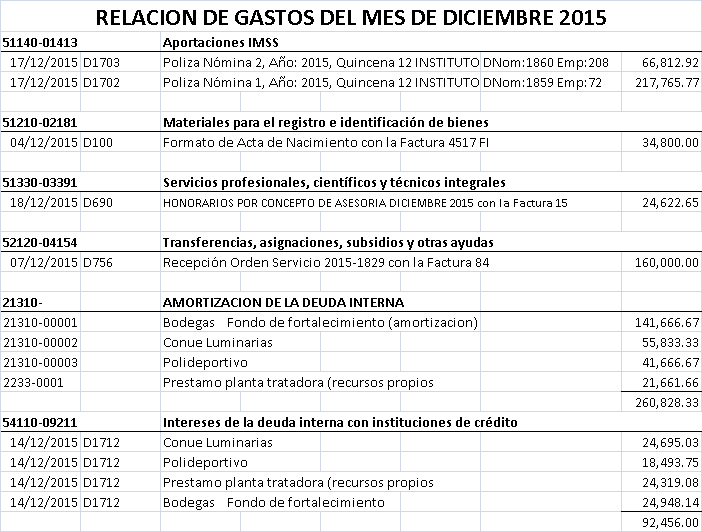 RELACION DE GASTOS DEL MES DE DICIEMBRE 2015
51140-01413 Aportaciones IMSS
17/12/2015 D1703 Poliza Nómina 2, Año: 2015, Quincena 12 INSTITUTO DNom:1860 Emp:208 66,812.92
17/12/2015 D1702 Poliza Nómina 1, Año: 2015, Quincena 12 INSTITUTO DNom:1859 Emp:72 217,765.77
51210-02181 Materiales para el registro e identificación de bienes
04/12/2015 D100 Formato de Acta de Nacimiento con la Factura 4517 FI 34,800.00
51330-03391 Servicios profesionales, científicos y técnicos integrales
18/12/2015 D690 HONORARIOS POR CONCEPTO DE ASESORIA DICIEMBRE 2015 con la Factura 15 24,622.65
52120-04154 Transferencias, asignaciones, subsidios y otras ayudas
07/12/2015 D756 Recepción Orden Servicio 2015-1829 con la Factura 84 160,000.00
21310- AMORTIZACION DE LA DEUDA INTERNA
21310-00001 Bodegas Fondo de fortalecimiento (amortizacion) 141,666.67
21310-00002 Conue Luminarias 55,833.33
21310-00003 Polideportivo 41,666.67
2233-0001 Prestamo planta tratadora (recursos propios 21,661.66
260,828.33
54110-09211 Intereses de la deuda interna con instituciones de crédito
14/12/2015 D1712 Conue Luminarias 24,695.03
14/12/2015 D1712 Polideportivo 18,493.75
14/12/2015 D1712 Prestamo planta tratadora (recursos propios 24,319.08
14/12/2015 D1712 Bodegas Fondo de fortalecimiento 24,948.14
92,456.00